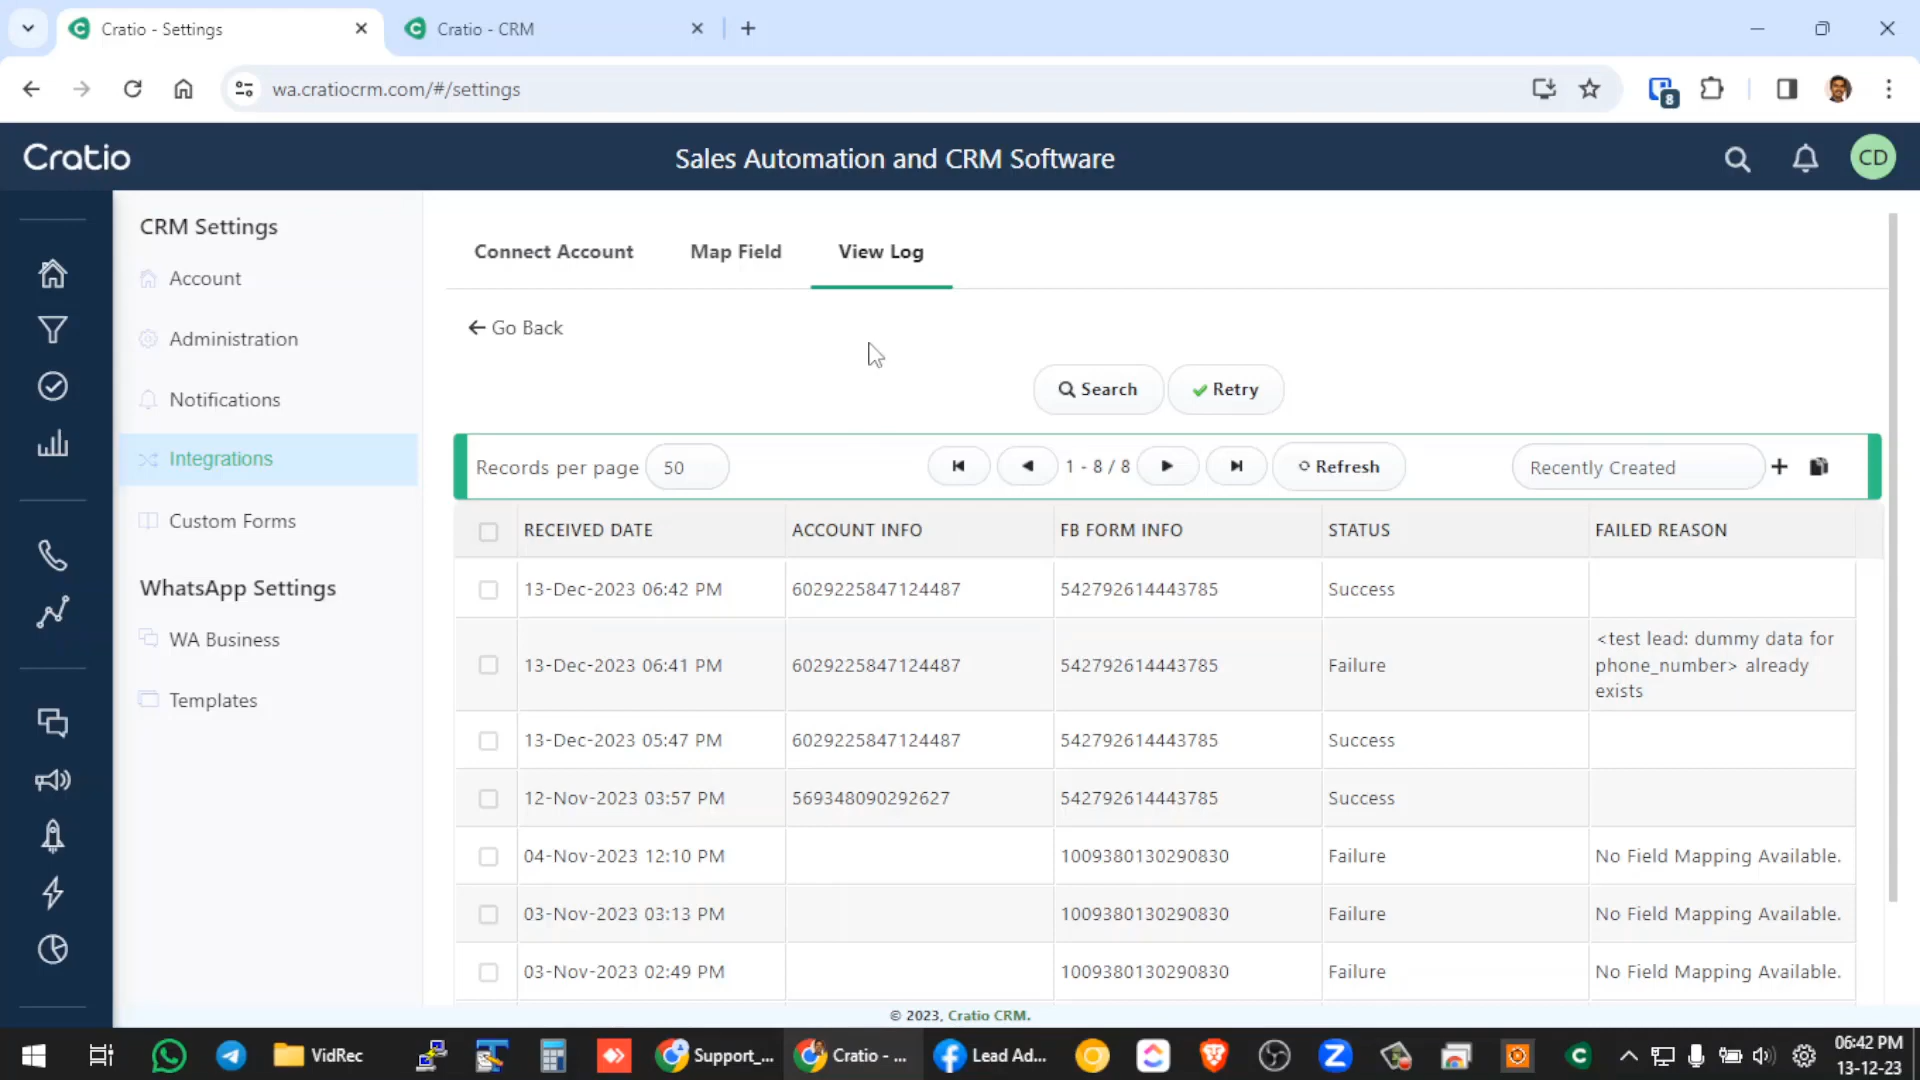 Cratio - Settings
Cratio - CRM
wa.cratiocrm.com/#/settings
8
Cratio
Sales Automation and CRM Software
CD
CRM Settings
Account
Administration
Notifications
Integrations
Custom Forms
WhatsApp Settings
WA Business
Templates
Connect Account
Map Field
View Log
Go Back
Search
Retry
Records per page
50
1 - 8 / 8
Refresh
Recently Created
RECEIVED DATE ACCOUNT INFO FB FORM INFO STATUS FAILED REASON
13-Dec-2023 06:42 PM 6029225847124487 542792614443785 Success
13-Dec-2023 06:41 PM 6029225847124487 542792614443785 Failure
<test lead: dummy data for
phone_number> already
exists
13-Dec-2023 05:47 PM 6029225847124487 542792614443785 Success
12-Nov-2023 03:57 PM 569348090292627 542792614443785 Success
04-Nov-2023 12:10 PM 1009380130290830 Failure No Field Mapping Available.
03-Nov-2023 03:13 PM 1009380130290830 Failure No Field Mapping Available.
03-Nov-2023 02:49 PM 1009380130290830 Failure No Field Mapping Available.
© 2023, Cratio CRM.
VidRec
Support_...
Cratio - ...
Lead Ad...
06:42 PM
13-12-23